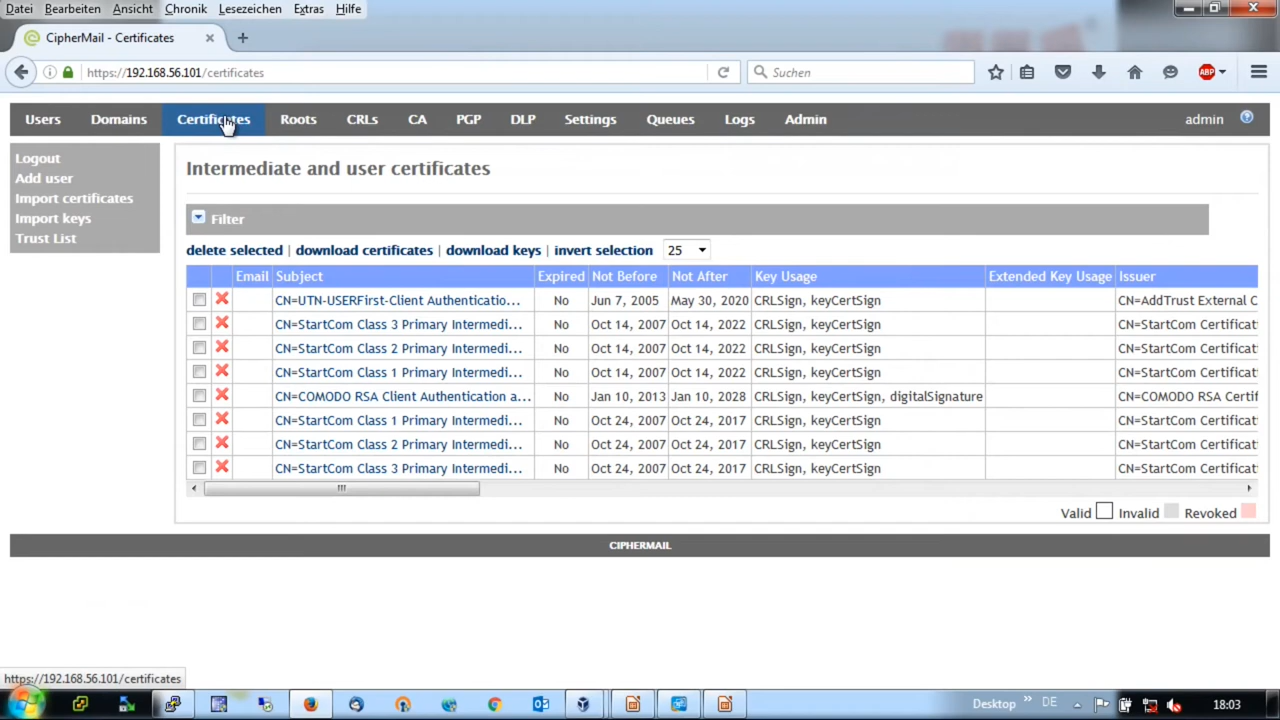 Datei Bearbeiten Ansicht Chronik Lesezeichen Extras Hilfe
CipherMail - Certificates
https://192.168.56.101/certificates
Suchen
ABP
Users Domains Certificates Roots CRLs CA PGP DLP Settings Queues Logs Admin admin
Logout
Add user
Import certificates
Import keys
Trust List
Intermediate and user certificates
Filter
delete selected | download certificates | download keys | invert selection 25
Email Subject Expired Not Before Not After Key Usage Extended Key Usage Issuer
CN=UTN-USERFirst-Client Authenticatio... No Jun 7, 2005 May 30, 2020 CRLSign, keyCertSign CN=AddTrust External C
CN=StartCom Class 3 Primary Intermedi... No Oct 14, 2007 Oct 14, 2022 CRLSign, keyCertSign CN=StartCom Certificat
CN=StartCom Class 2 Primary Intermedi... No Oct 14, 2007 Oct 14, 2022 CRLSign, keyCertSign CN=StartCom Certificat
CN=StartCom Class 1 Primary Intermedi... No Oct 14, 2007 Oct 14, 2022 CRLSign, keyCertSign CN=StartCom Certificat
CN=COMODO RSA Client Authentication a... No Jan 10, 2013 Jan 10, 2028 CRLSign, keyCertSign, digitalSignature CN=COMODO RSA Certif
CN=StartCom Class 1 Primary Intermedi... No Oct 24, 2007 Oct 24, 2017 CRLSign, keyCertSign CN=StartCom Certificat
CN=StartCom Class 2 Primary Intermedi... No Oct 24, 2007 Oct 24, 2017 CRLSign, keyCertSign CN=StartCom Certificat
CN=StartCom Class 3 Primary Intermedi... No Oct 24, 2007 Oct 24, 2017 CRLSign, keyCertSign CN=StartCom Certificat
Valid Invalid Revoked
CIPHERMAIL
https://192.168.56.101/certificates
Desktop » DE 18:03